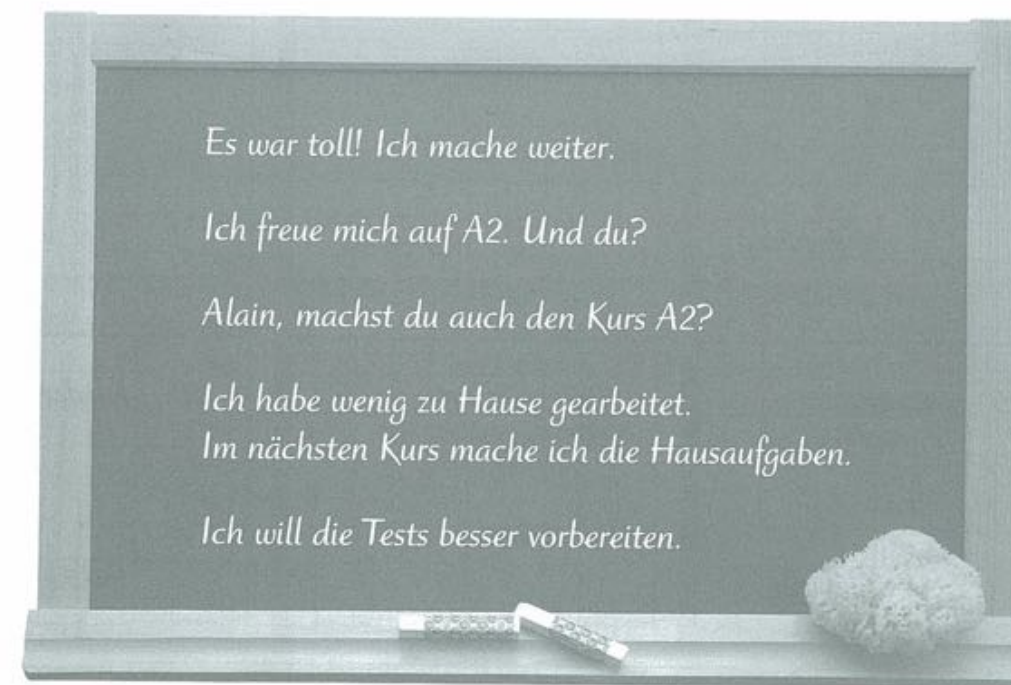 Es war toll! Ich mache weiter.
Ich freue mich auf A2. Und du?
Alain, machst du auch den Kurs A2?
Ich habe wenig zu Hause gearbeitet.
Im nächsten Kurs mache ich die Hausaufgaben.
Ich will die Tests besser vorbereiten.